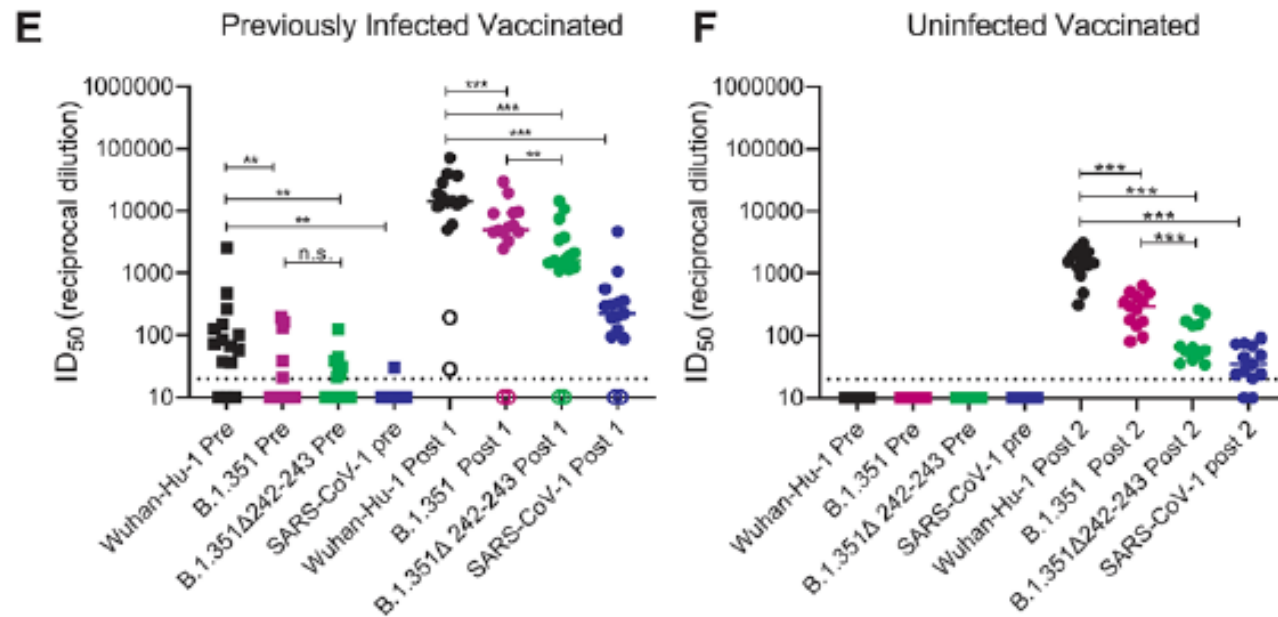 E Previously Infected Vaccinated
ID50 (reciprocal dilution)
1000000
100000
10000
1000
100
10
***
***
***
**
**
**
**
n.s.
Wuhan-Hu-1 Pre
B.1.351 Pre
B.1.351Δ242-243 Pre
SARS-CoV-1 pre
Wuhan-Hu-1 Post 1
B.1.351 Post 1
B.1.351Δ 242-243 Post 1
SARS-CoV-1 Post 1
F Uninfected Vaccinated
ID50 (reciprocal dilution)
1000000
100000
10000
1000
100
10
***
***
***
***
Wuhan-Hu-1 Pre
B.1.351 Pre
B.1.351Δ 242-243 Pre
SARS-CoV-1 pre
Wuhan-Hu-1 Post 2
B.1.351 Post 2
B.1.351Δ242-243 Post 2
SARS-CoV-1 post 2